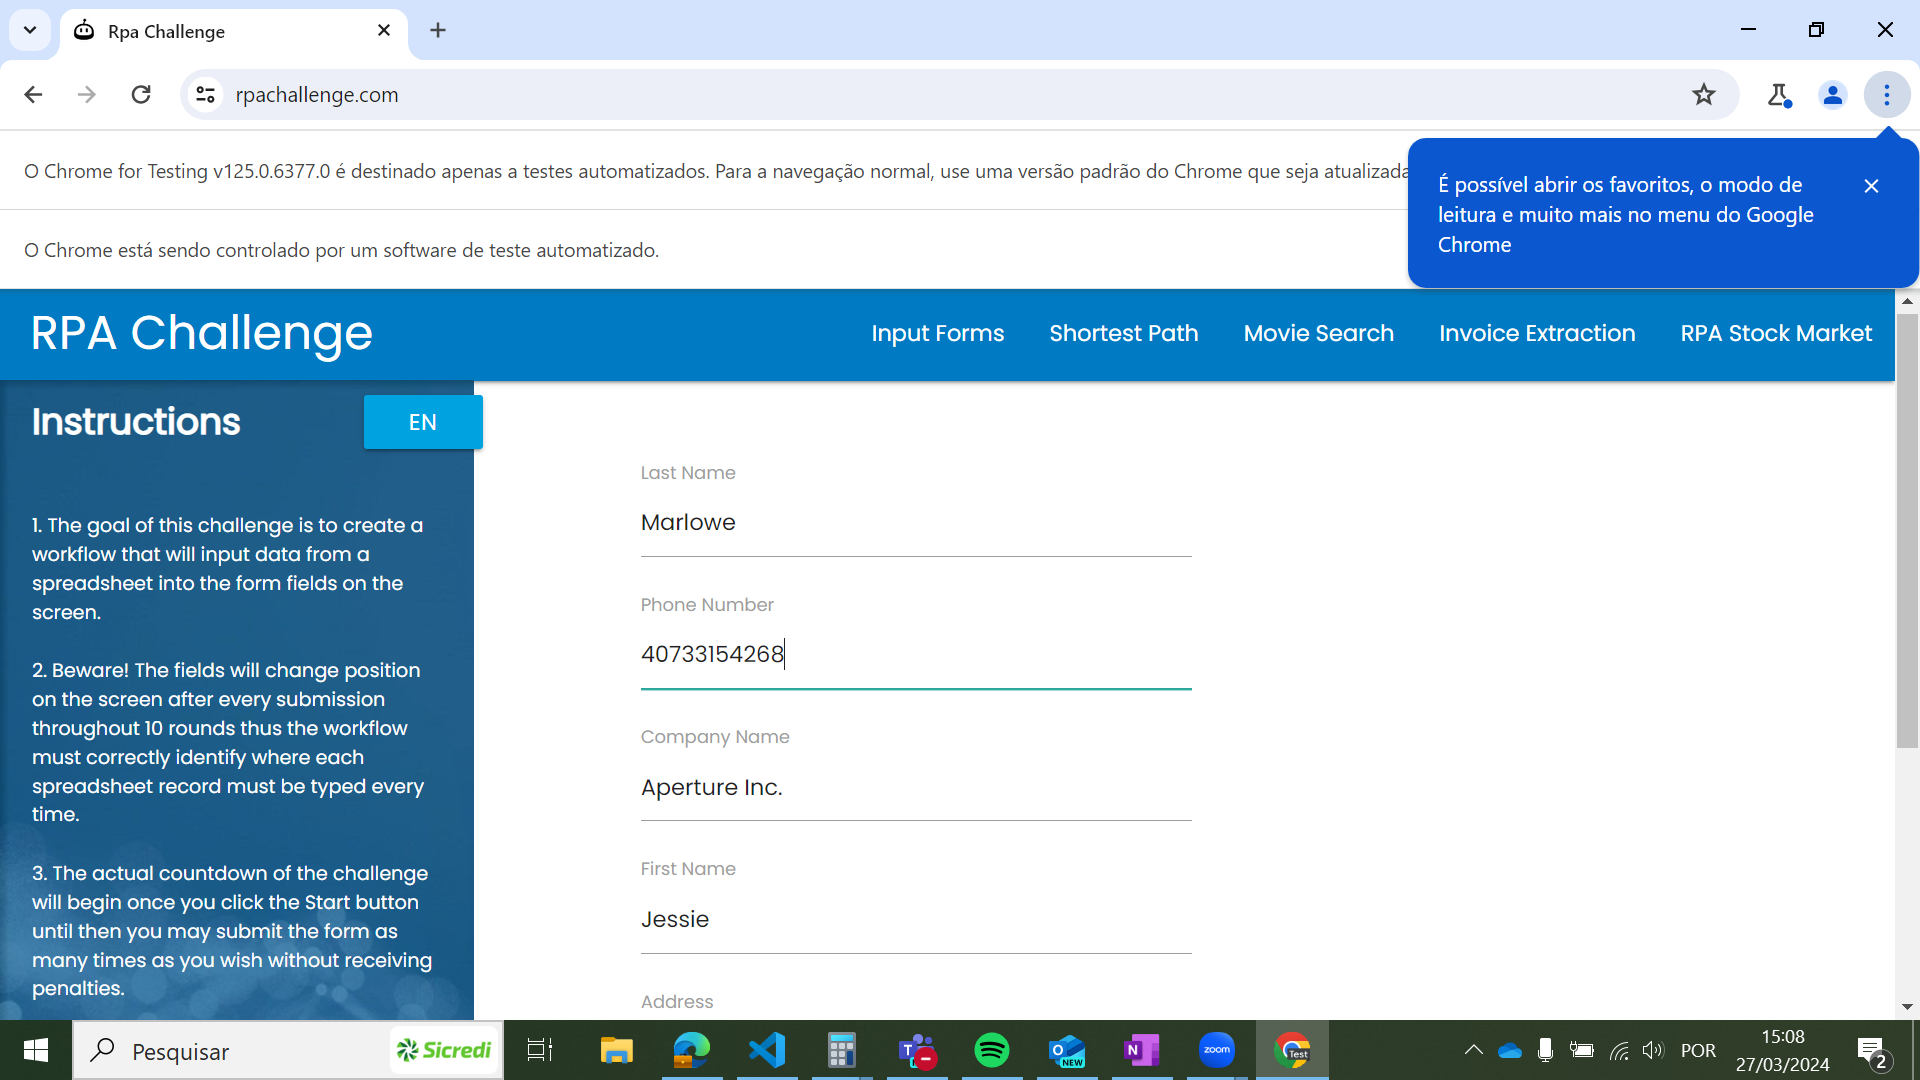 Rpa Challenge
rpachallenge.com
O Chrome for Testing v125.0.6377.0 é destinado apenas a testes automatizados. Para a navegação normal, use uma versão padrão do Chrome que seja atualizada
É possível abrir os favoritos, o modo de
leitura e muito mais no menu do Google
Chrome
O Chrome está sendo controlado por um software de teste automatizado.
RPA Challenge
Input Forms
Shortest Path
Movie Search
Invoice Extraction
RPA Stock Market
Instructions
EN
1. The goal of this challenge is to create a
workflow that will input data from a
spreadsheet into the form fields on the
screen.
2. Beware! The fields will change position
on the screen after every submission
throughout 10 rounds thus the workflow
must correctly identify where each
spreadsheet record must be typed every
time.
3. The actual countdown of the challenge
will begin once you click the Start button
until then you may submit the form as
many times as you wish without receiving
penalties.
Last Name
Marlowe
Phone Number
40733154268
Company Name
Aperture Inc.
First Name
Jessie
Address
Pesquisar
Sicredi
NEW
N
zoom
Test
POR
15:08
27/03/2024
2